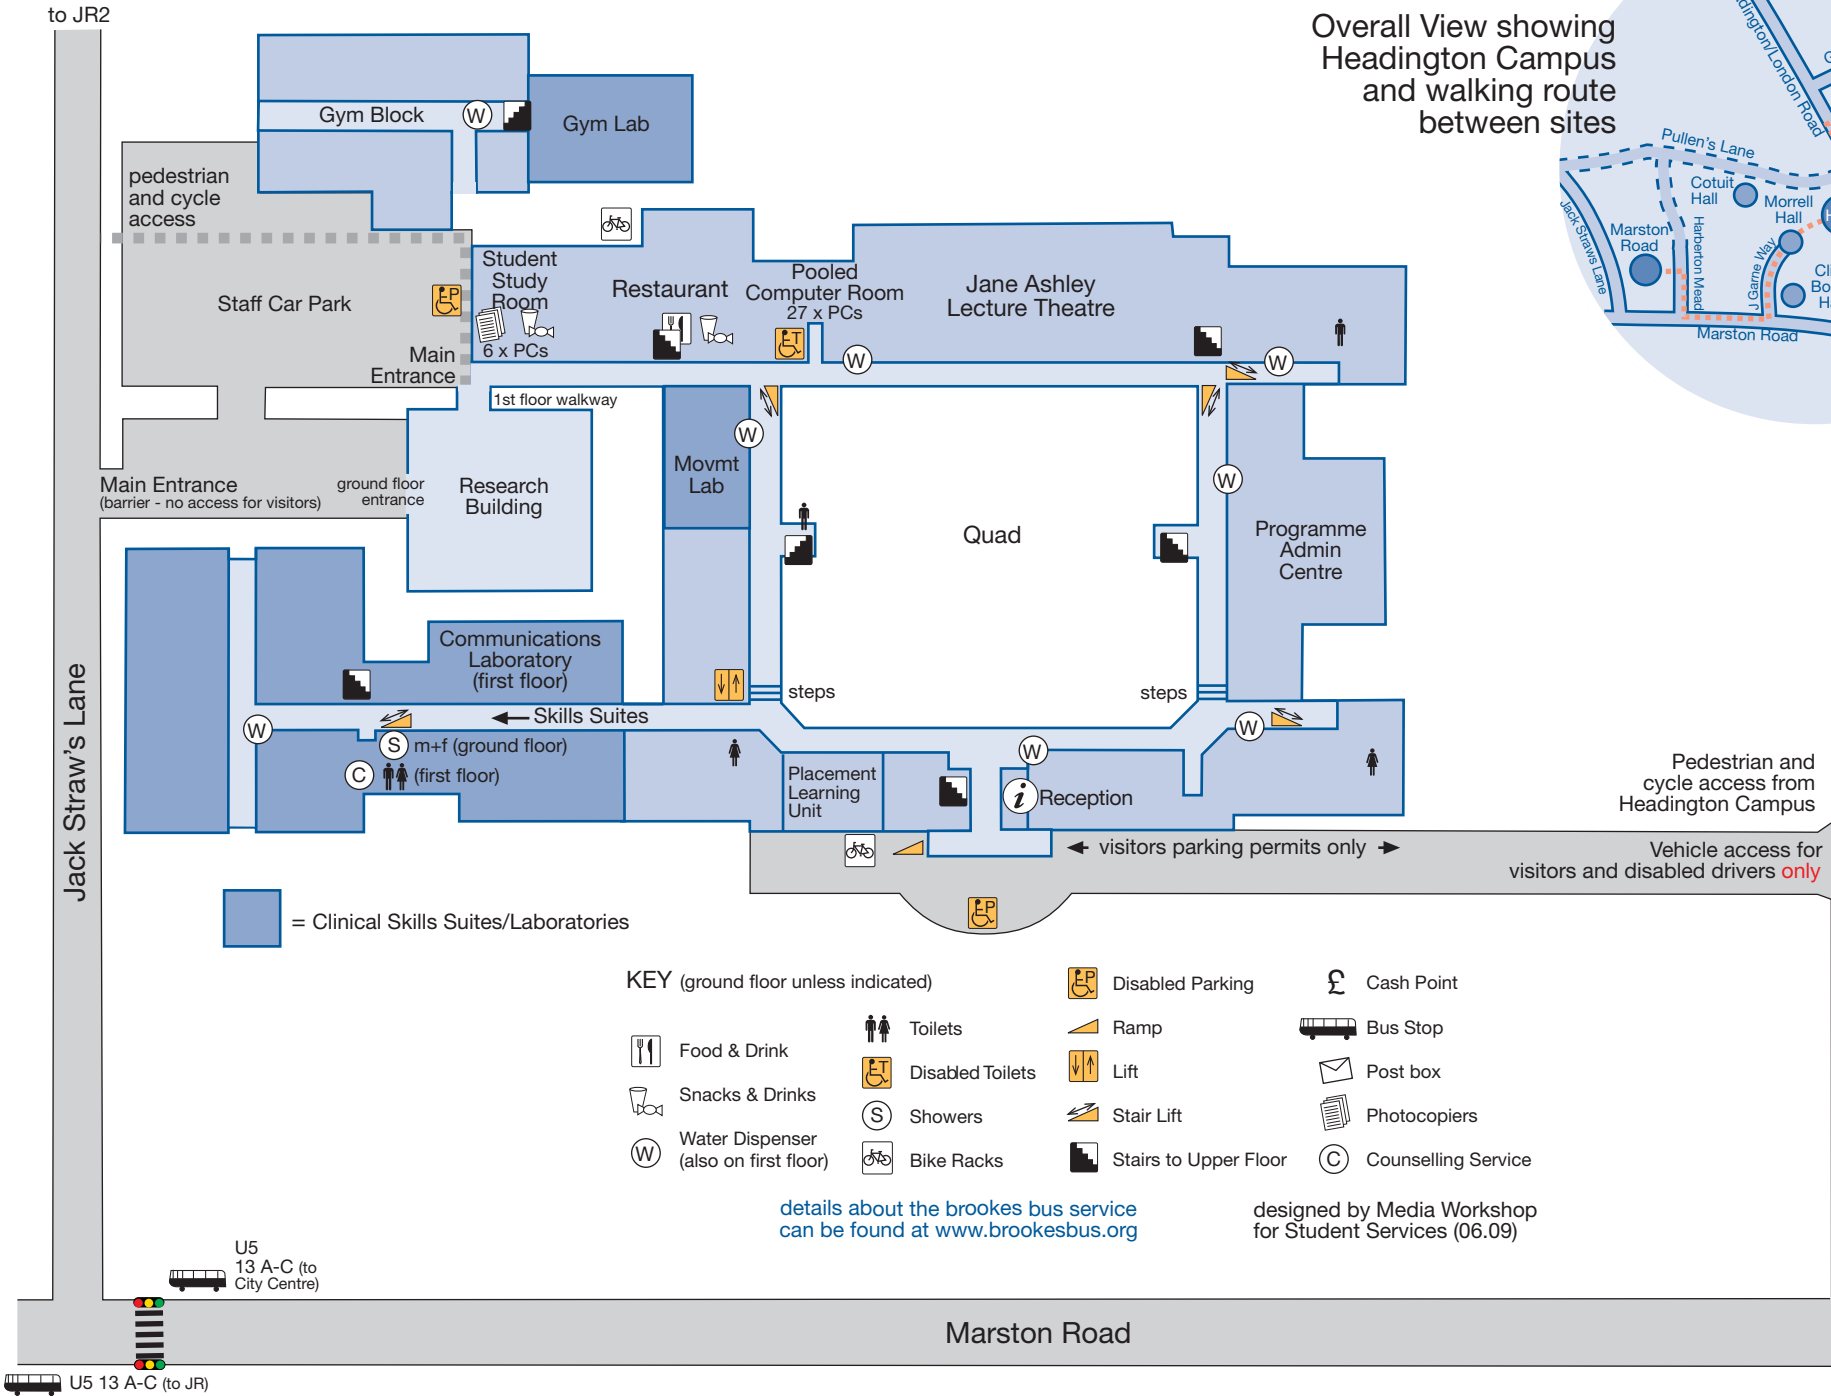 to JR2
Overall View showing
Headington Campus
and walking route
between sites
Pullen's Lane
Cotuit
Hall
Morrell
Hall
Marston
Road
Jack Straws Lane
Harberton Mead
J Garne Way
Marston Road
Gym Block
W
Gym Lab
pedestrian
and cycle
access
Staff Car Park
Student
Study
Room
6 x PCs
Restaurant
Pooled
Computer Room
27 x PCs
Jane Ashley
Lecture Theatre
W
W
Main
Entrance
1st floor walkway
W
Movmt
Lab
W
Main Entrance
(barrier - no access for visitors)
ground floor
entrance
Research
Building
Quad
Programme
Admin
Centre
Communications
Laboratory
(first floor)
steps
steps
Skills Suites
W
W
S m+f (ground floor)
C (first floor)
W
Placement
Learning
Unit
i Reception
Jack Straw's Lane
Pedestrian and
cycle access from
Headington Campus
visitors parking permits only
Vehicle access for
visitors and disabled drivers only
= Clinical Skills Suites/Laboratories
KEY (ground floor unless indicated)
Food & Drink
Snacks & Drinks
W Water Dispenser
(also on first floor)
Toilets
Disabled Toilets
S Showers
Bike Racks
Disabled Parking
Ramp
Lift
Stair Lift
Stairs to Upper Floor
£ Cash Point
Bus Stop
Post box
Photocopiers
C Counselling Service
details about the brookes bus service
can be found at www.brookesbus.org
designed by Media Workshop
for Student Services (06.09)
U5
13 A-C (to
City Centre)
Marston Road
U5 13 A-C (to JR)